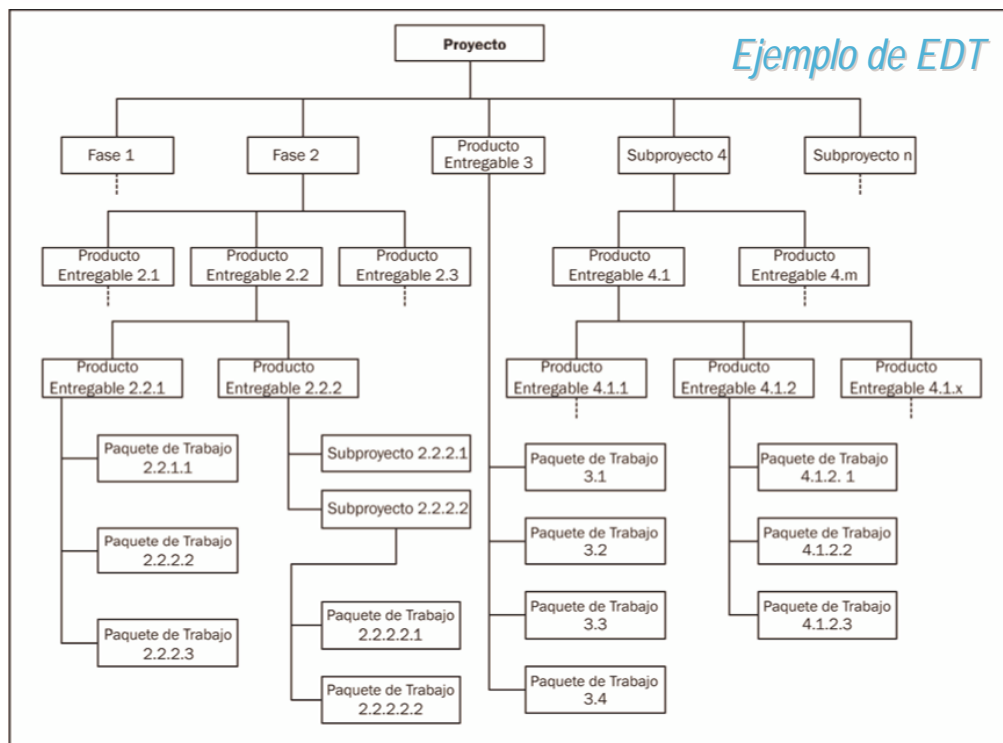 Proyecto
Ejemplo de EDT
Fase 1
Fase 2
Producto
Entregable 3
Subproyecto 4
Subproyecto n
Producto
Entregable 2.1
Producto
Entregable 2.2
Producto
Entregable 2.3
Producto
Entregable 4.1
Producto
Entregable 4.m
Producto
Entregable 2.2.1
Producto
Entregable 2.2.2
Producto
Entregable 4.1.1
Producto
Entregable 4.1.2
Producto
Entregable 4.1.x
Paquete de Trabajo
2.2.1.1
Paquete de Trabajo
2.2.2.2
Paquete de Trabajo
2.2.2.3
Subproyecto 2.2.2.1
Subproyecto 2.2.2.2
Paquete de Trabajo
2.2.2.2.1
Paquete de Trabajo
2.2.2.2.2
Paquete de Trabajo
3.1
Paquete de Trabajo
3.2
Paquete de Trabajo
3.3
Paquete de Trabajo
3.4
Paquete de Trabajo
4.1.2. 1
Paquete de Trabajo
4.1.2.2
Paquete de Trabajo
4.1.2.3